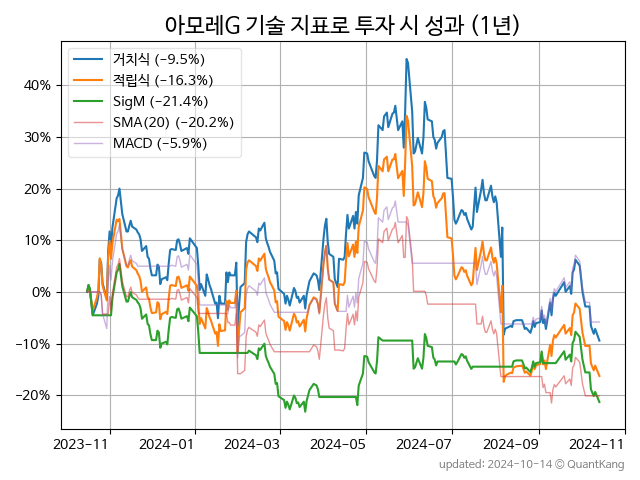 아모레G 기술 지표로 투자 시 성과 (1년)
거치식 (−9.5%)
적립식 (−16.3%)
SigM (−21.4%)
SMA(20) (−20.2%)
MACD (−5.9%)
40%
30%
20%
10%
0%
−10%
−20%
2023−11 2024−01 2024−03 2024−05 2024−07 2024−09 2024−11
updated: 2024-10-14 ⓒ QuantKang